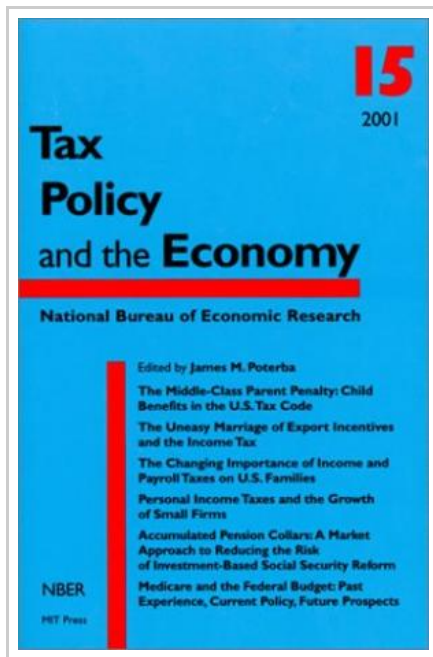 15
2001
Tax
Policy
and the Economy
National Bureau of Economic Research
Edited by James M. Poterba
The Middle-Class Parent Penalty: Child
Benefits in the U.S. Tax Code
The Uneasy Marriage of Export Incentives
and the Income Tax
The Changing Importance of Income and
Payroll Taxes on U.S. Families
Personal Income Taxes and the Growth
of Small Firms
Accumulated Pension Collars: A Market
Approach to Reducing the Risk
of Investment-Based Social Security Reform
Medicare and the Federal Budget: Past
Experience, Current Policy, Future Prospects
NBER
MIT Press